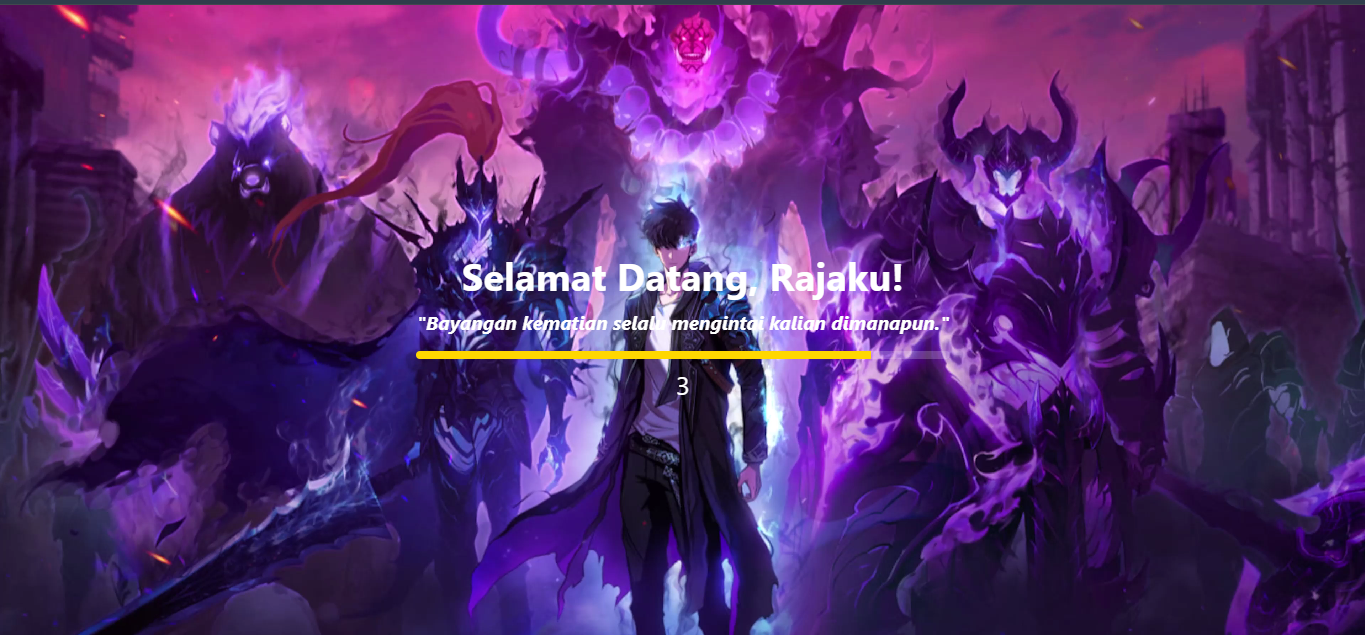 Selamat Datang, Rajaku!
"Bayangan kematian selalu mengintai kalian dimanapun."
3